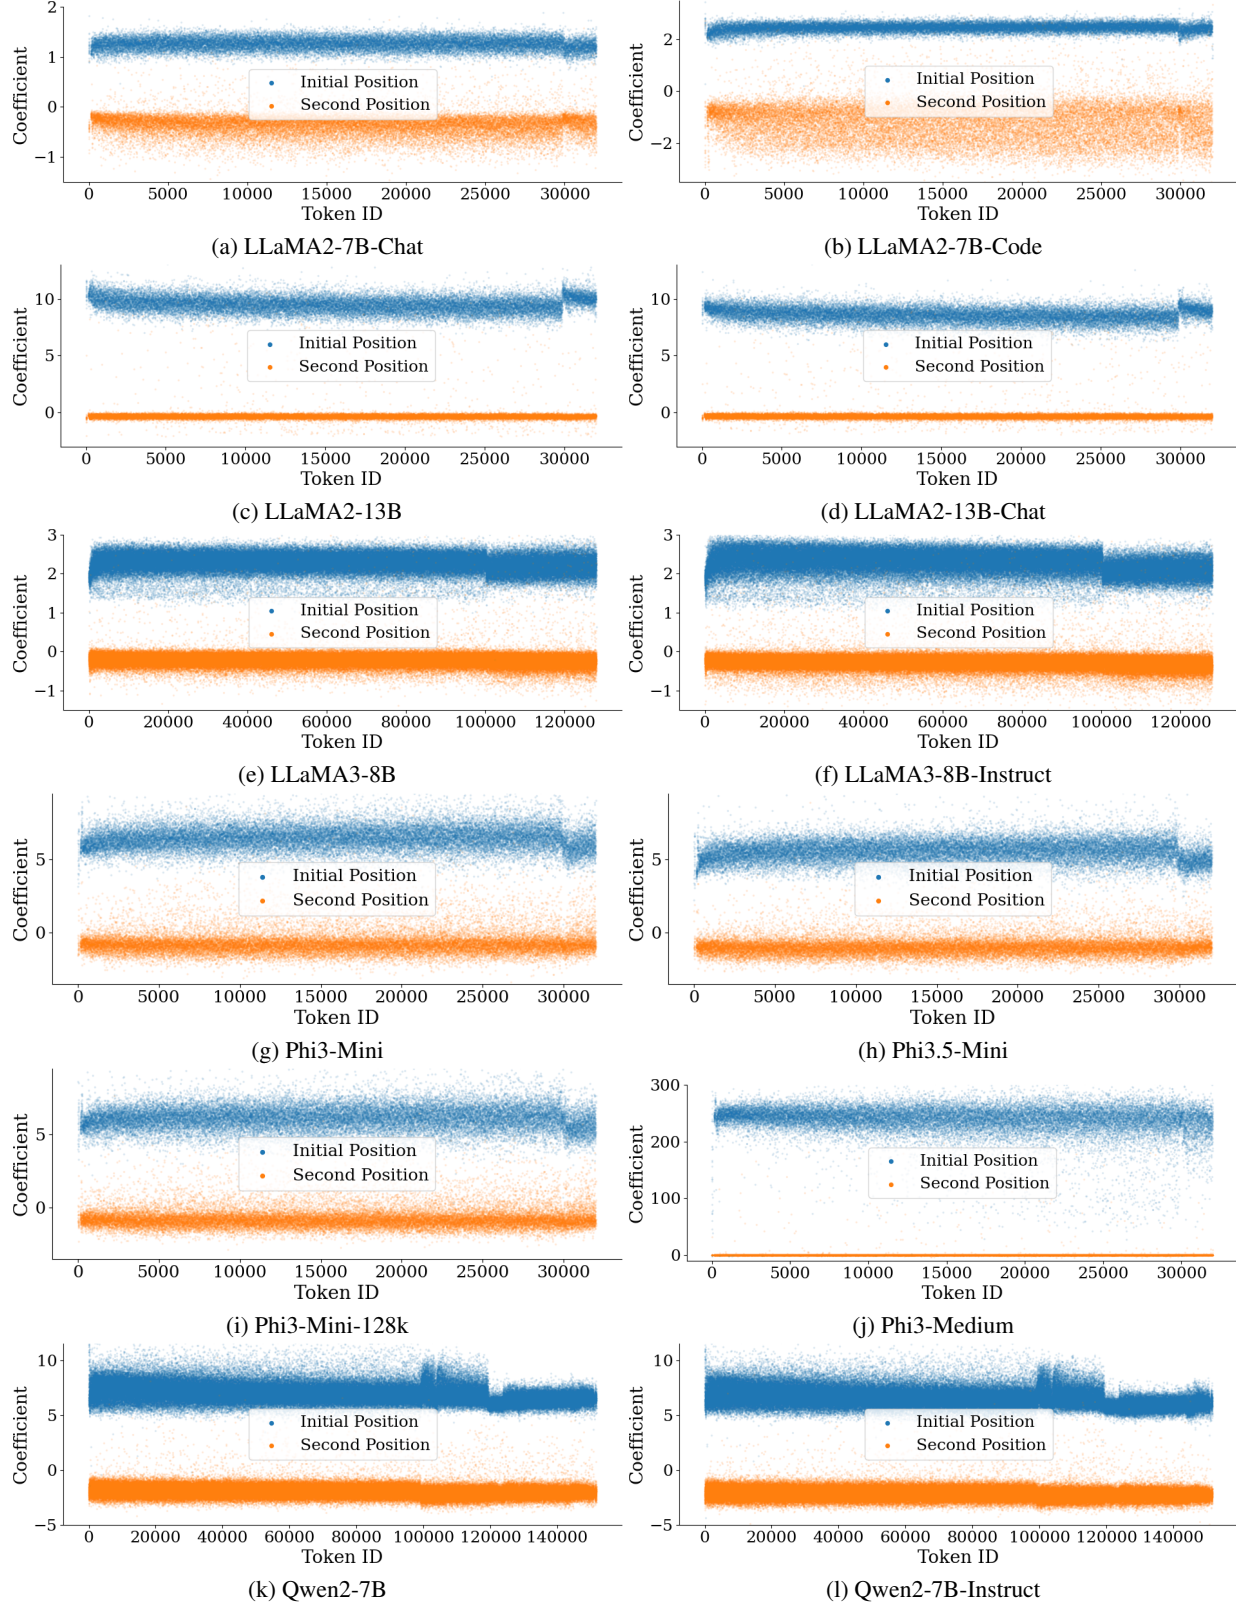 2
1
0
−1
Coefficient
Initial Position
Second Position
0 5000 10000 15000 20000 25000 30000
Token ID
(a) LLaMA2-7B-Chat
2
0
−2
Coefficient
Initial Position
Second Position
0 5000 10000 15000 20000 25000 30000
Token ID
(b) LLaMA2-7B-Code
10
5
0
Coefficient
Initial Position
Second Position
0 5000 10000 15000 20000 25000 30000
Token ID
(c) LLaMA2-13B
10
5
0
Coefficient
Initial Position
Second Position
0 5000 10000 15000 20000 25000 30000
Token ID
(d) LLaMA2-13B-Chat
3
2
1
0
−1
Coefficient
Initial Position
Second Position
0 20000 40000 60000 80000 100000 120000
Token ID
(e) LLaMA3-8B
3
2
1
0
−1
Coefficient
Initial Position
Second Position
0 20000 40000 60000 80000 100000 120000
Token ID
(f) LLaMA3-8B-Instruct
5
0
Coefficient
Initial Position
Second Position
0 5000 10000 15000 20000 25000 30000
Token ID
(g) Phi3-Mini
5
0
Coefficient
Initial Position
Second Position
0 5000 10000 15000 20000 25000 30000
Token ID
(h) Phi3.5-Mini
5
0
Coefficient
Initial Position
Second Position
0 5000 10000 15000 20000 25000 30000
Token ID
(i) Phi3-Mini-128k
300
200
100
0
Coefficient
Initial Position
Second Position
0 5000 10000 15000 20000 25000 30000
Token ID
(j) Phi3-Medium
10
5
0
−5
Coefficient
Initial Position
Second Position
0 20000 40000 60000 80000 100000 120000 140000
Token ID
(k) Qwen2-7B
10
5
0
−5
Coefficient
Initial Position
Second Position
0 20000 40000 60000 80000 100000 120000 140000
Token ID
(l) Qwen2-7B-Instruct